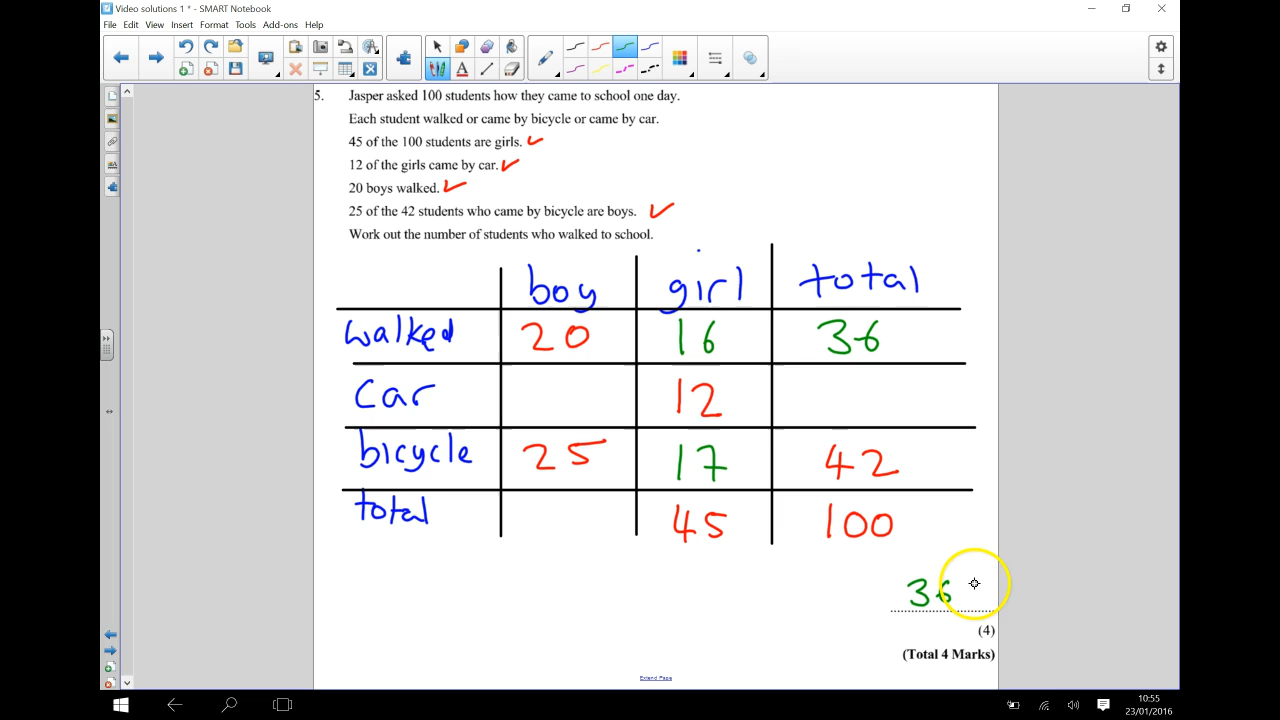 Video solutions 1 * - SMART Notebook
File Edit View Insert Format Tools Add-ons Help
5. Jasper asked 100 students how they came to school one day.
Each student walked or came by bicycle or came by car.
45 of the 100 students are girls.
12 of the girls came by car.
20 boys walked.
25 of the 42 students who came by bicycle are boys.
Work out the number of students who walked to school.
boy girl total
walked 20 16 36
car 12
bicycle 25 17 42
total 45 100
36
(4)
(Total 4 Marks)
Extend Page
10:55
23/01/2016